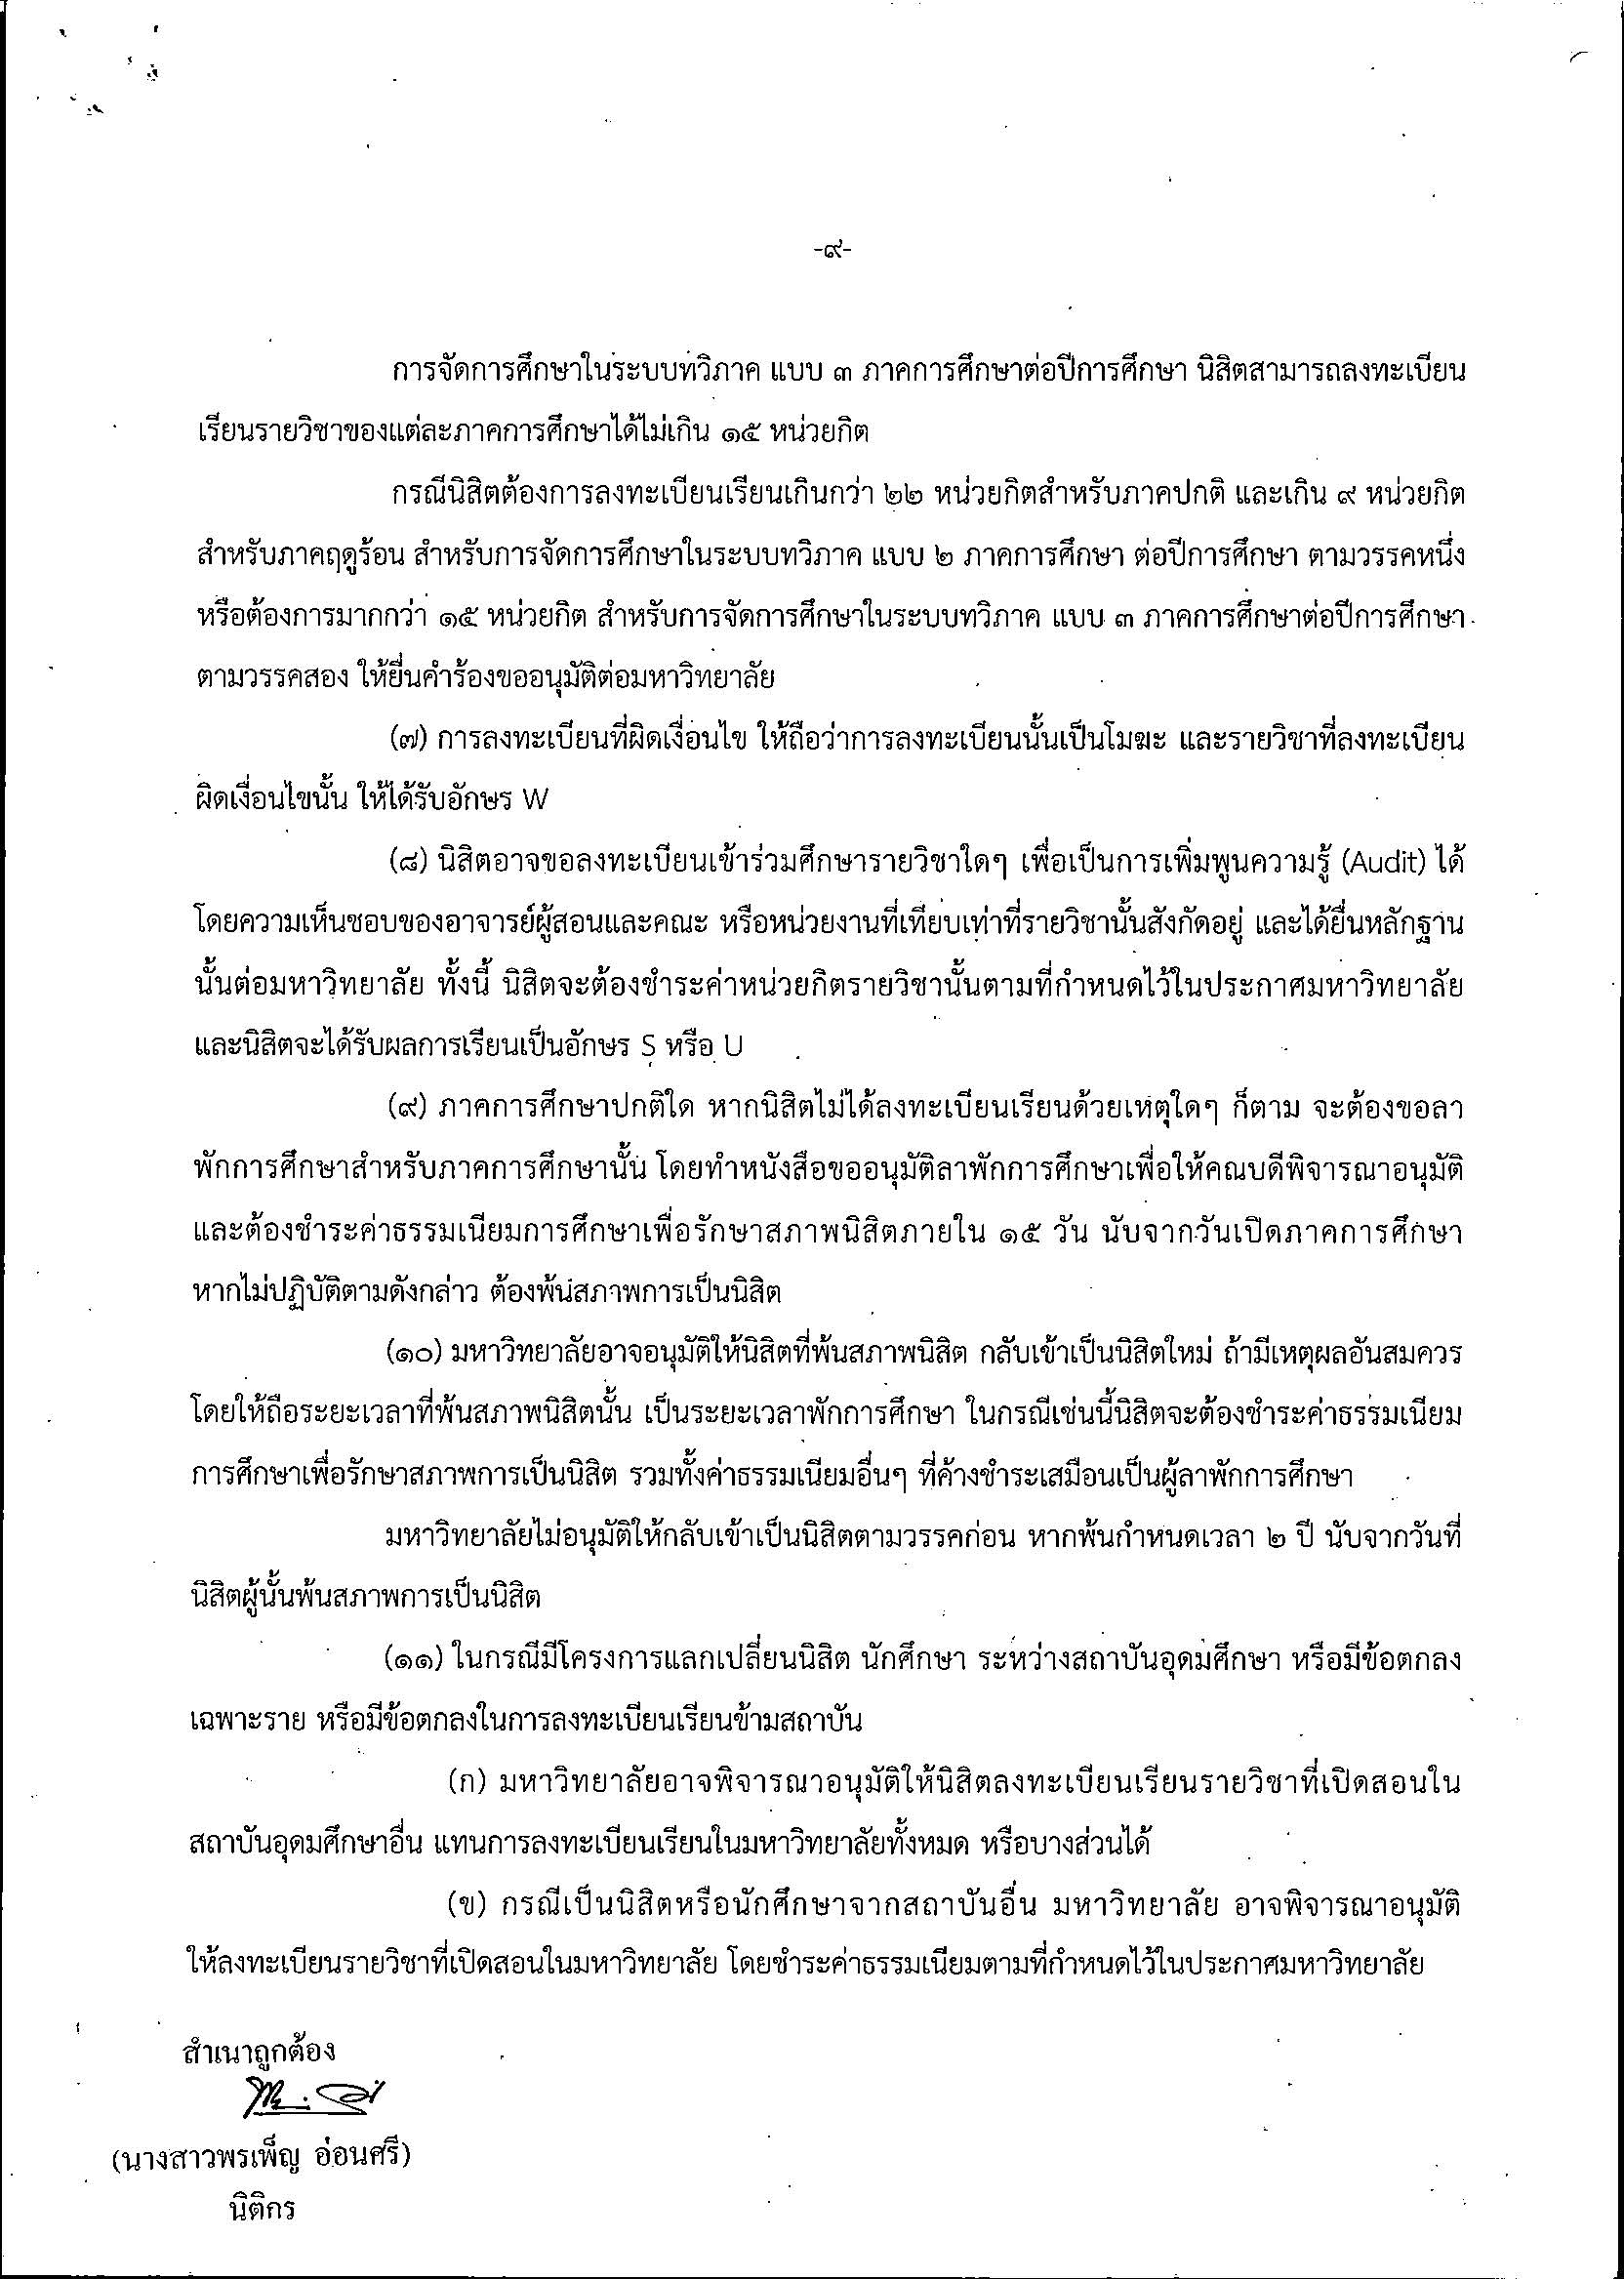 -๙-
การจัดการศึกษาในระบบทวิภาค แบบ ๓ ภาคการศึกษาต่อปีการศึกษา นิสิตสามารถลงทะเบียน
เรียนรายวิชาของแต่ละภาคการศึกษาได้ไม่เกิน ๑๕ หน่วยกิต
กรณีนิสิตต้องการลงทะเบียนเรียนเกินกว่า ๒๒ หน่วยกิตสำหรับภาคปกติ และเกิน ๙ หน่วยกิต
สำหรับภาคฤดูร้อน สำหรับการจัดการศึกษาในระบบทวิภาค แบบ ๒ ภาคการศึกษา ต่อปีการศึกษา ตามวรรคหนึ่ง
หรือต้องการมากกว่า ๑๕ หน่วยกิต สำหรับการจัดการศึกษาในระบบทวิภาค แบบ ๓ ภาคการศึกษาต่อปีการศึกษา
ตามวรรคสอง ให้ยื่นคำร้องขออนุมัติต่อมหาวิทยาลัย
(๗) การลงทะเบียนที่ผิดเงื่อนไข ให้ถือว่าการลงทะเบียนนั้นเป็นโมฆะ และรายวิชาที่ลงทะเบียน
ผิดเงื่อนไขนั้น ให้ได้รับอักษร W
(๘) นิสิตอาจขอลงทะเบียนเข้าร่วมศึกษารายวิชาใดๆ เพื่อเป็นการเพิ่มพูนความรู้ (Audit) ได้
โดยความเห็นชอบของอาจารย์ผู้สอนและคณะ หรือหน่วยงานที่เทียบเท่าที่รายวิชานั้นสังกัดอยู่ และได้ยื่นหลักฐาน
นั้นต่อมหาวิทยาลัย ทั้งนี้ นิสิตจะต้องชำระค่าหน่วยกิตรายวิชานั้นตามที่กำหนดไว้ในประกาศมหาวิทยาลัย
และนิสิตจะได้รับผลการเรียนเป็นอักษร S หรือ U
(๙) ภาคการศึกษาปกติใด หากนิสิตไม่ได้ลงทะเบียนเรียนด้วยเหตุใดๆ ก็ตาม จะต้องขอลา
พักการศึกษาสำหรับภาคการศึกษานั้น โดยทำหนังสือขออนุมัติลาพักการศึกษาเพื่อให้คณบดีพิจารณาอนุมัติ
และต้องชำระค่าธรรมเนียมการศึกษาเพื่อรักษาสภาพนิสิตภายใน ๑๕ วัน นับจากวันเปิดภาคการศึกษา
หากไม่ปฏิบัติตามดังกล่าว ต้องพ้นสภาพการเป็นนิสิต
(๑๐) มหาวิทยาลัยอาจอนุมัติให้นิสิตที่พ้นสภาพนิสิต กลับเข้าเป็นนิสิตใหม่ ถ้ามีเหตุผลอันสมควร
โดยให้ถือระยะเวลาที่พ้นสภาพนิสิตนั้น เป็นระยะเวลาพักการศึกษา ในกรณีเช่นนี้นิสิตจะต้องชำระค่าธรรมเนียม
การศึกษาเพื่อรักษาสภาพการเป็นนิสิต รวมทั้งค่าธรรมเนียมอื่นๆ ที่ค้างชำระเสมือนเป็นผู้ลาพักการศึกษา
มหาวิทยาลัยไม่อนุมัติให้กลับเข้าเป็นนิสิตตามวรรคก่อน หากพ้นกำหนดเวลา ๒ ปี นับจากวันที่
นิสิตผู้นั้นพ้นสภาพการเป็นนิสิต
(๑๑) ในกรณีมีโครงการแลกเปลี่ยนนิสิต นักศึกษา ระหว่างสถาบันอุดมศึกษา หรือมีข้อตกลง
เฉพาะราย หรือมีข้อตกลงในการลงทะเบียนเรียนข้ามสถาบัน
(ก) มหาวิทยาลัยอาจพิจารณาอนุมัติให้นิสิตลงทะเบียนเรียนรายวิชาที่เปิดสอนใน
สถาบันอุดมศึกษาอื่น แทนการลงทะเบียนเรียนในมหาวิทยาลัยทั้งหมด หรือบางส่วนได้
(ข) กรณีเป็นนิสิตหรือนักศึกษาจากสถาบันอื่น มหาวิทยาลัย อาจพิจารณาอนุมัติ
ให้ลงทะเบียนรายวิชาที่เปิดสอนในมหาวิทยาลัย โดยชำระค่าธรรมเนียมตามที่กำหนดไว้ในประกาศมหาวิทยาลัย
สำเนาถูกต้อง
(นางสาวพรเพ็ญ อ่อนศรี)
นิติกร